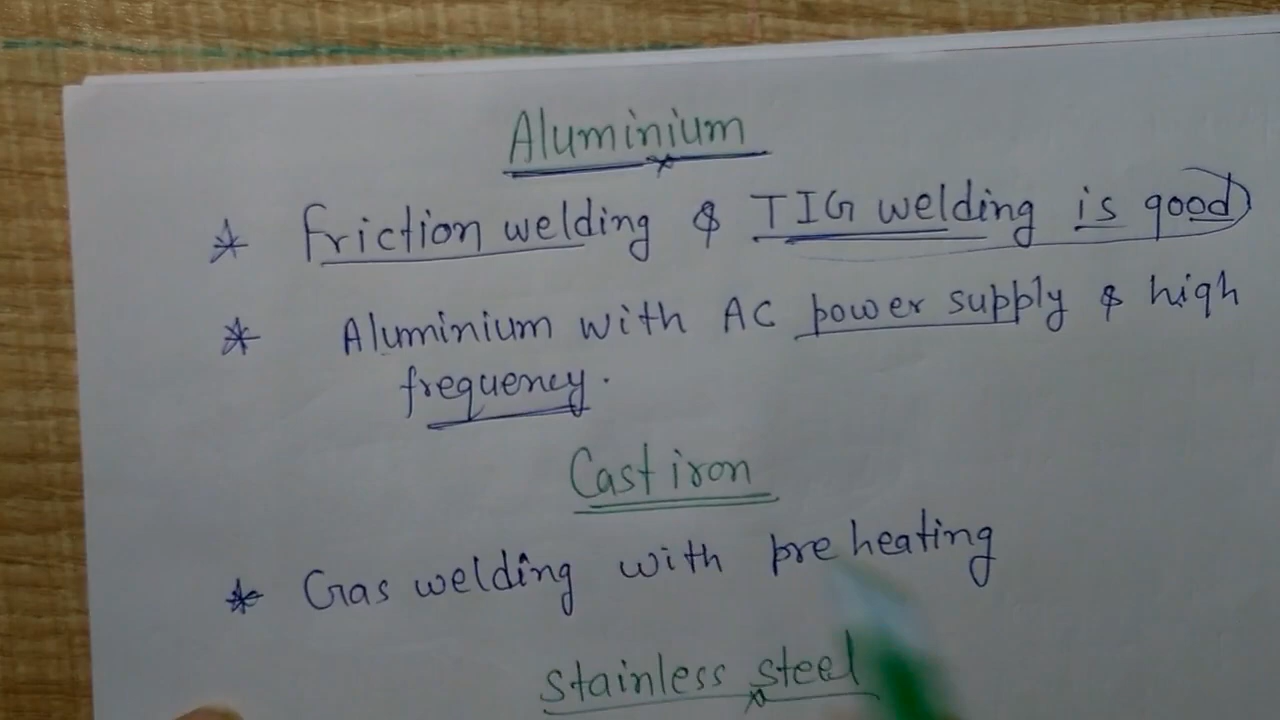 Aluminium
* Friction welding & TIG welding is good
* Aluminium with AC power supply & high
frequency.
Cast iron
* Gas welding with pre heating
Stainless steel